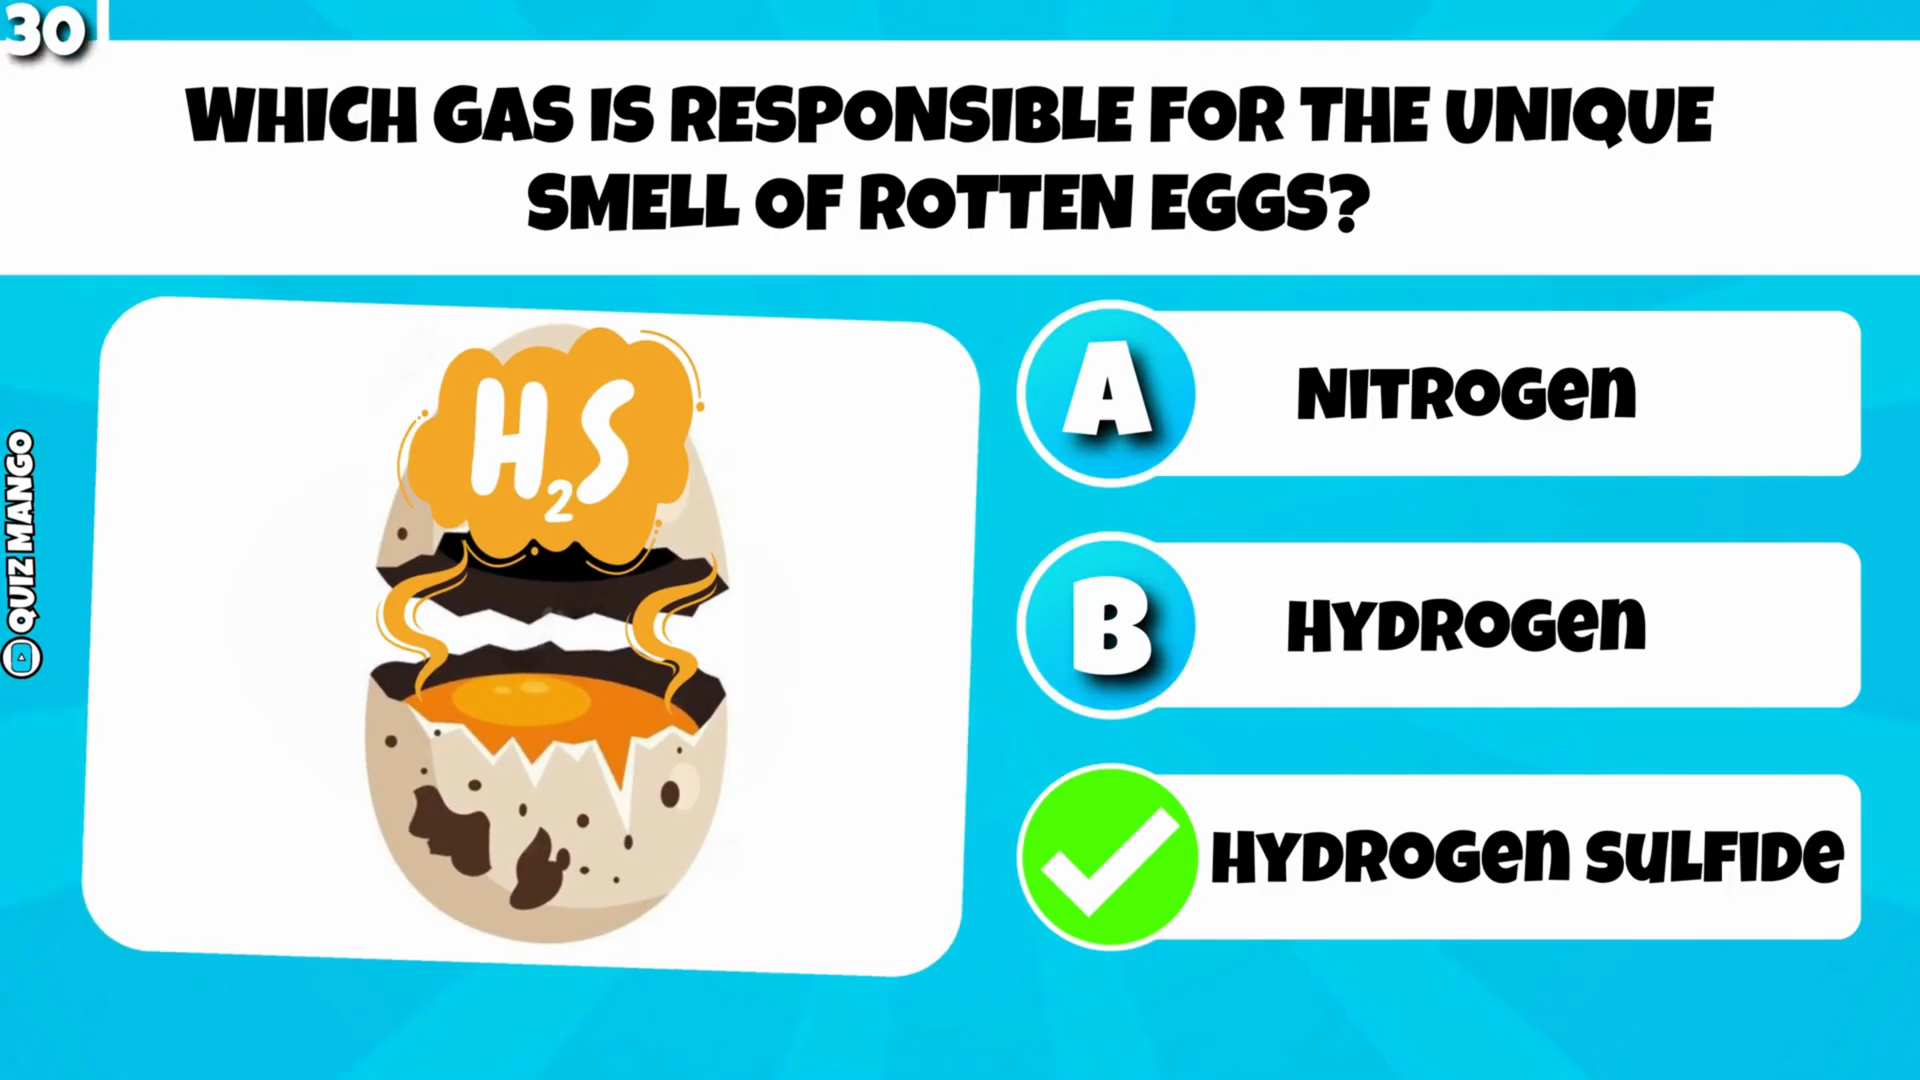 30
WHICH GAS IS RESPONSIBLE FOR THE UNIQUE
SMELL OF ROTTEN EGGS?
H₂S
A NITROGEN
B HYDROGEN
HYDROGEN SULFIDE
QUIZ MANGO